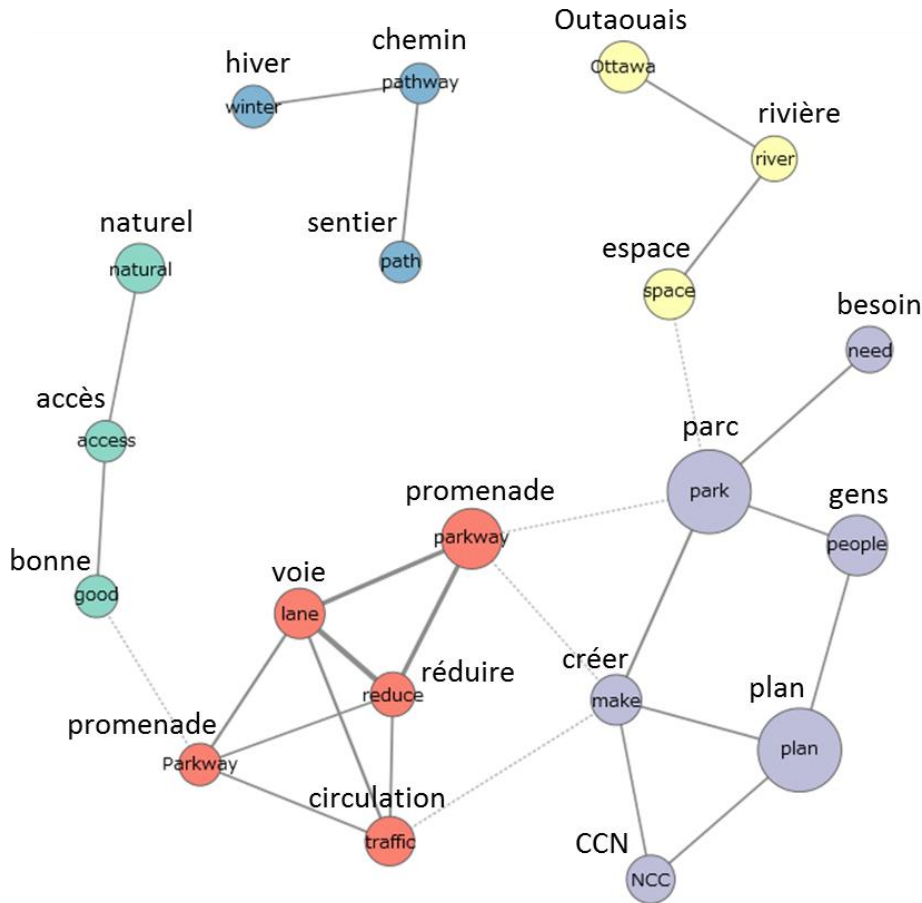 Outaouais
Ottawa
chemin
pathway
hiver
winter
rivière
river
naturel
natural
sentier
path
espace
space
besoin
need
accès
access
parc
park
promenade
parkway
gens
people
bonne
good
voie
lane
réduire
reduce
créer
make
plan
plan
promenade
Parkway
circulation
traffic
CCN
NCC